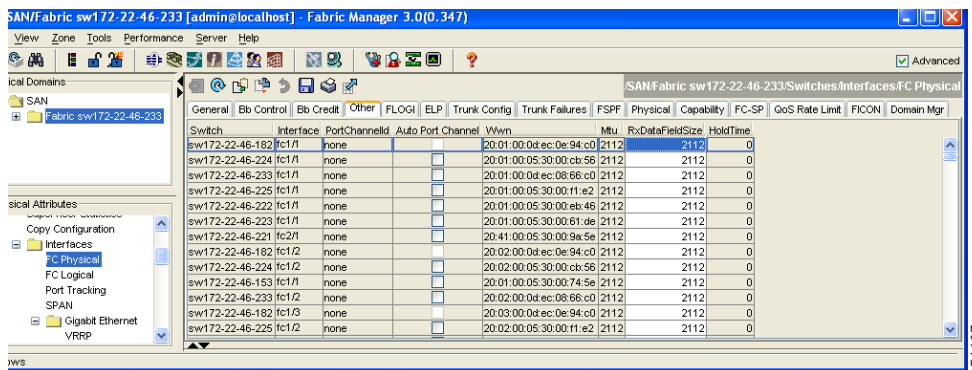 SAN/Fabric sw172-22-46-233 [admin@localhost] - Fabric Manager 3.0(0.347)
View Zone Tools Performance Server Help
Advanced
ical Domains
/SAN/Fabric sw172-22-46-233/Switches/Interfaces/FC Physical
SAN
Fabric sw172-22-46-233
General Bb Control Bb Credit Other FLOGI ELP Trunk Config Trunk Failures FSPF Physical Capability FC-SP QoS Rate Limit FICON Domain Mgr
Switch Interface PortChannelId Auto Port Channel Wwn Mtu RxDataFieldSize HoldTime
sw172-22-46-182 fc1/1 none 20:01:00:0d:ec:0e:94:c0 2112 2112 0
sw172-22-46-224 fc1/1 none 20:01:00:05:30:00:cb:56 2112 2112 0
sw172-22-46-233 fc1/1 none 20:01:00:0d:ec:08:66:c0 2112 2112 0
sw172-22-46-225 fc1/1 none 20:01:00:05:30:00:f1:e2 2112 2112 0
sw172-22-46-222 fc1/1 none 20:01:00:05:30:00:eb:46 2112 2112 0
sw172-22-46-223 fc1/1 none 20:01:00:05:30:00:61:de 2112 2112 0
sw172-22-46-221 fc2/1 none 20:41:00:05:30:00:9a:5e 2112 2112 0
sw172-22-46-182 fc1/2 none 20:02:00:0d:ec:0e:94:c0 2112 2112 0
sw172-22-46-224 fc1/2 none 20:02:00:05:30:00:cb:56 2112 2112 0
sw172-22-46-153 fc1/1 none 20:01:00:05:30:00:74:5e 2112 2112 0
sw172-22-46-233 fc1/2 none 20:02:00:0d:ec:08:66:c0 2112 2112 0
sw172-22-46-182 fc1/3 none 20:03:00:0d:ec:0e:94:c0 2112 2112 0
sw172-22-46-225 fc1/2 none 20:02:00:05:30:00:f1:e2 2112 2112 0
sical Attributes
Copy Configuration
Interfaces
FC Physical
FC Logical
Port Tracking
SPAN
Gigabit Ethernet
VRRP
ows